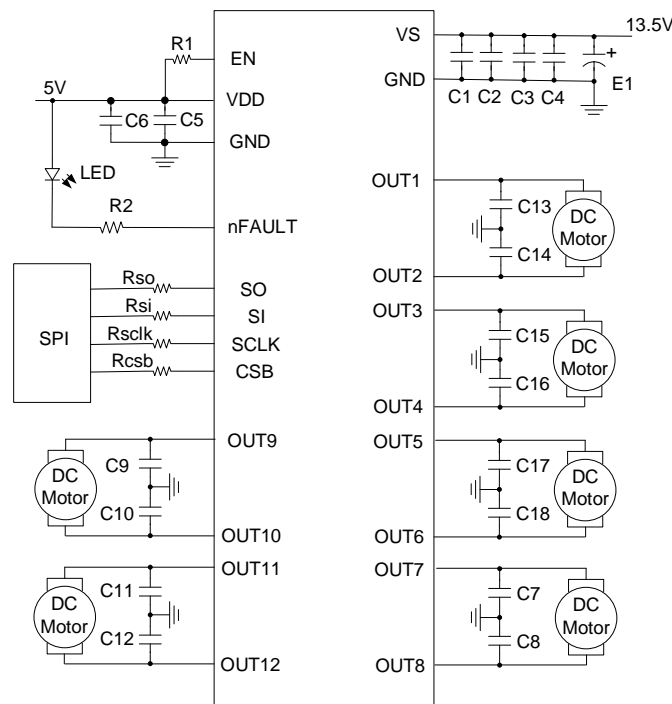 VS
13.5V
R1
EN
GND
C1 C2 C3 C4 E1
+
5V
VDD
C6 C5
GND
LED
R2
nFAULT
OUT1
C13
DC
Motor
C14
OUT2
SPI
Rso
SO
Rsi
SI
Rsclk
SCLK
Rcsb
CSB
OUT3
C15
DC
Motor
C16
OUT4
OUT9
C9
DC
Motor
C10
OUT10
OUT5
C17
DC
Motor
C18
OUT6
OUT11
C11
DC
Motor
C12
OUT12
OUT7
C7
DC
Motor
C8
OUT8